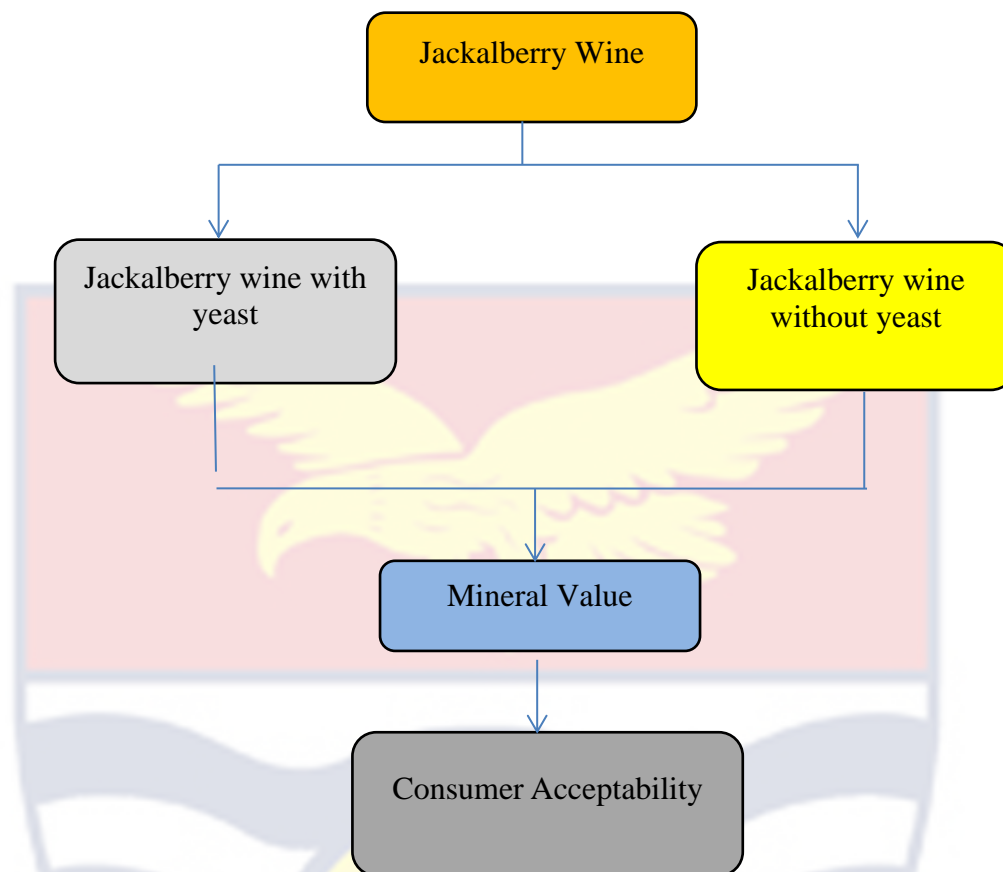 Jackalberry Wine
Jackalberry wine with
yeast
Jackalberry wine
without yeast
Mineral Value
Consumer Acceptability